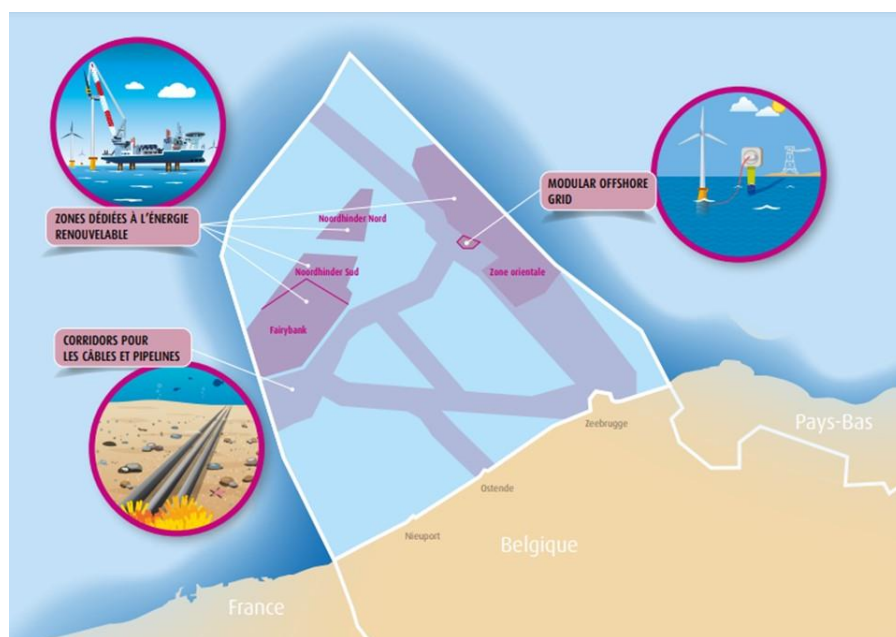 ZONES DÉDIÉES À L'ÉNERGIE
RENOUVELABLE
Noordhinder Nord
MODULAR OFFSHORE
GRID
Noordhinder Sud
Zone orientale
Fairybank
CORRIDORS POUR
LES CÂBLES ET PIPELINES
Zeebrugge
Pays-Bas
Ostende
Nieuport
Belgique
France